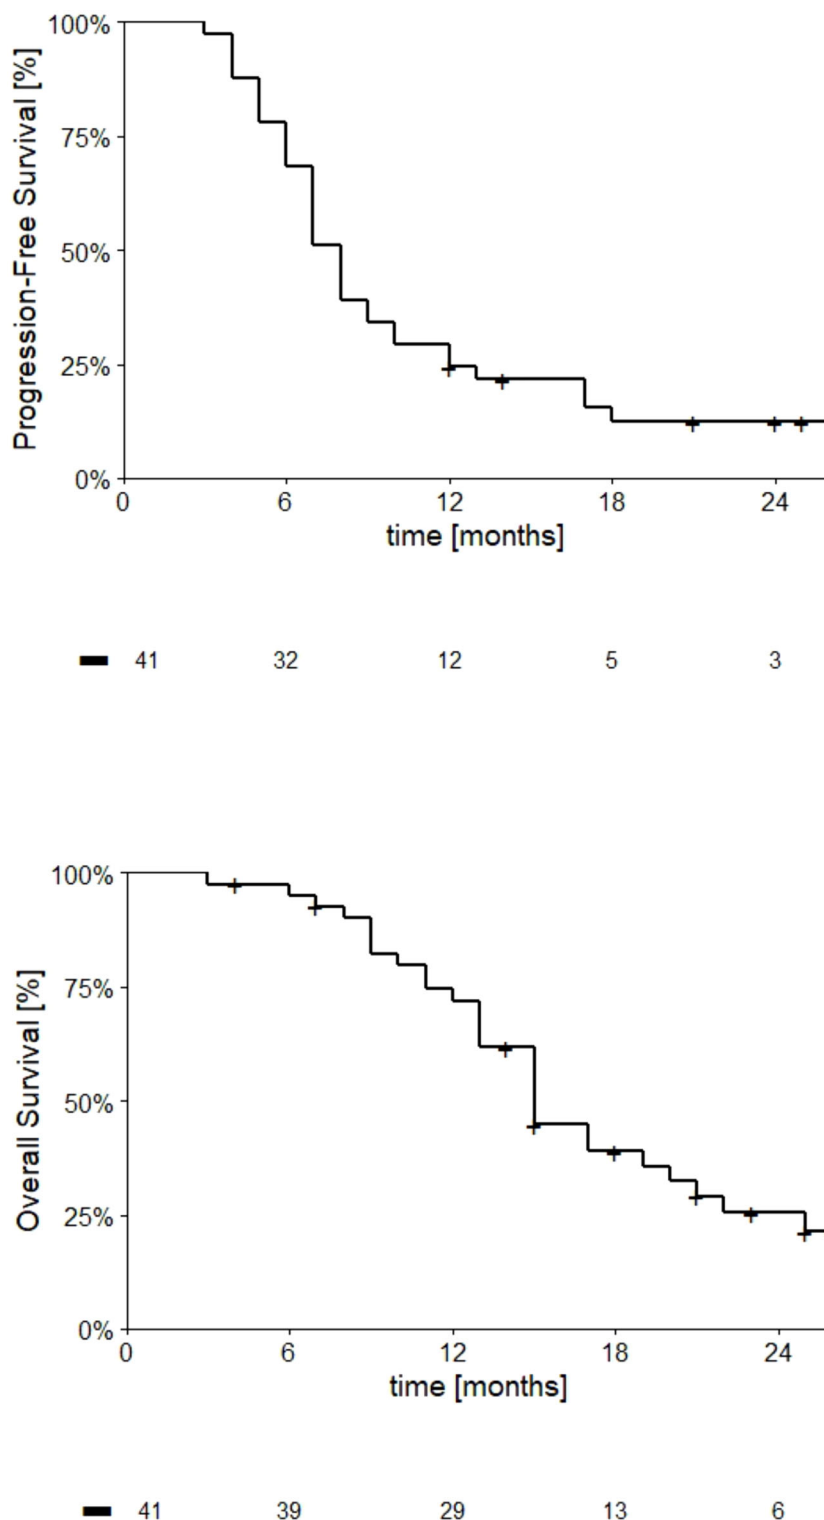 100%
75%
50%
25%
0%
Progression-Free Survival [%]
0 6 12 18 24
time [months]
41 32 12 5 3
100%
75%
50%
25%
0%
Overall Survival [%]
0 6 12 18 24
time [months]
41 39 29 13 6